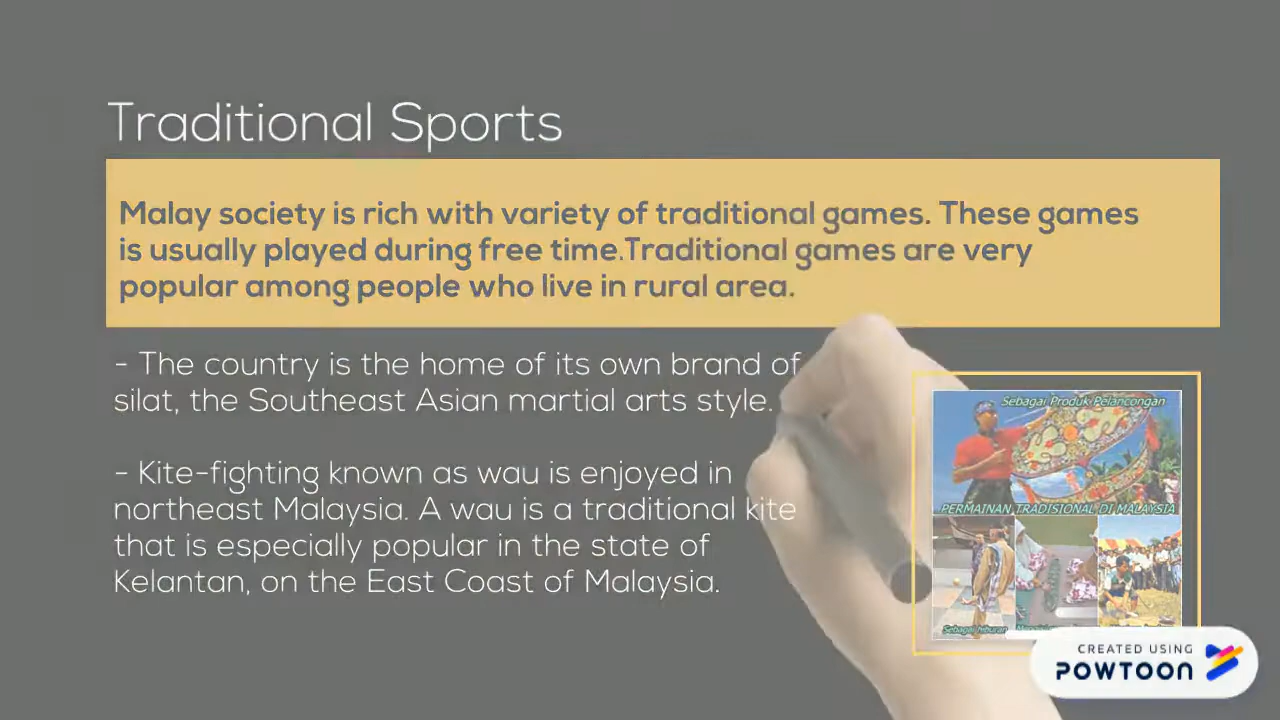 Traditional Sports
Malay society is rich with variety of traditional games. These games
is usually played during free time.Traditional games are very
popular among people who live in rural area.
- The country is the home of its own brand of
silat, the Southeast Asian martial arts style.
- Kite-fighting known as wau is enjoyed in
northeast Malaysia. A wau is a traditional kite
that is especially popular in the state of
Kelantan, on the East Coast of Malaysia.
Sebagai Produk Pelancongan
PERMAINAN TRADISIONAL DI MALAYSIA
Sebagai hiburan
CREATED USING
POWTOON